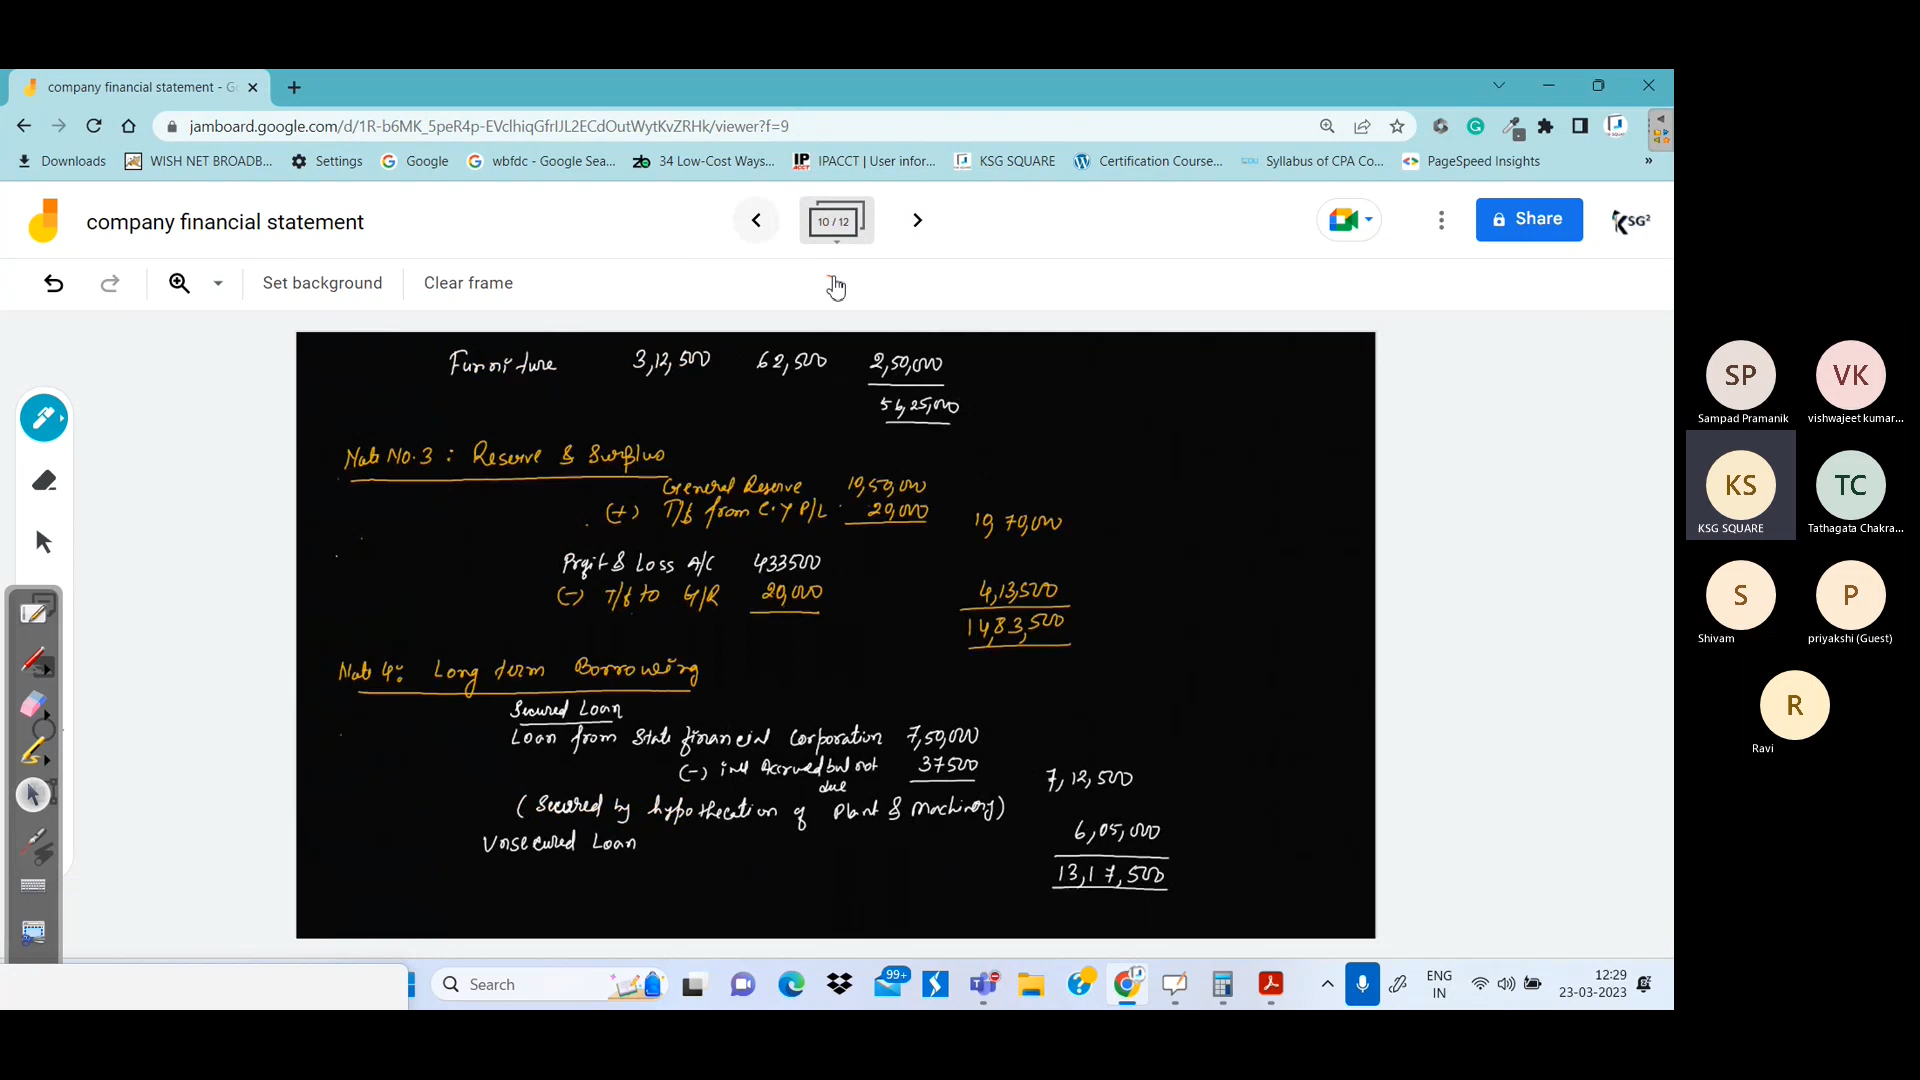 company financial statement - G
jamboard.google.com/d/1R-b6MK_5peR4p-EVclhiqGfrIJL2ECdOutWytKvZRHk/viewer?f=9
Downloads WISH NET BROADB... Settings Google wbfdc - Google Sea... 34 Low-Cost Ways... IPACCT | User infor... KSG SQUARE Certification Course... Syllabus of CPA Co... PageSpeed Insights »
company financial statement
10 / 12
Share
KSG²
Set background Clear frame
Furniture 3,12,500 62,500 2,50,000
56,25,000
Note No. 3 : Reserve & Surplus
General Reserve 10,50,000
(+) T/f from C.Y P/L 20,000 10,70,000
Profit & Loss A/C 433500
(-) T/f to G/R 20,000 4,13,500
14,83,500
Note 4: Long term Borrowing
Secured Loan
Loan from State financial Corporation 7,50,000
(-) int Accrued but not due 37500 7,12,500
(Secured by hypothecation of Plant & Machinery)
Unsecured Loan 6,05,000
13,17,500
SP
Sampad Pramanik
VK
vishwajeet kumar...
KS
KSG SQUARE
TC
Tathagata Chakra...
S
Shivam
P
priyakshi (Guest)
R
Ravi
Search
99+
ENG
IN
12:29
23-03-2023